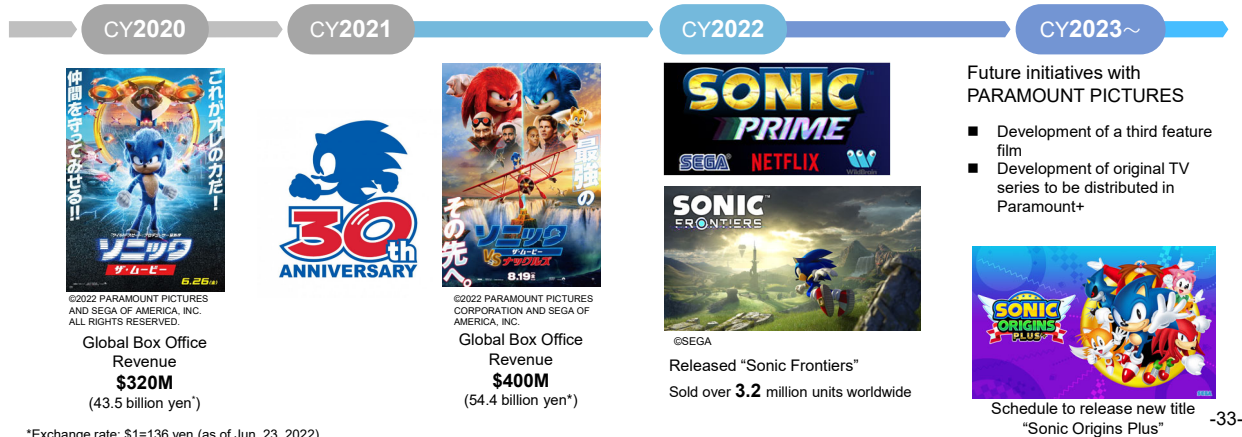 CY2020
CY2021
CY2022
CY2023～
これがオレの力だ!
仲間を守ってみせる!!
ソニック
ザ・ムービー
6.26(金)
©2022 PARAMOUNT PICTURES
AND SEGA OF AMERICA, INC.
ALL RIGHTS RESERVED.
Global Box Office
Revenue
$320M
(43.5 billion yen*)
30th
ANNIVERSARY
最強の
その先へ。
ソニック
ザ・ムービー
VS ナックルズ
8.19
©2022 PARAMOUNT PICTURES
CORPORATION AND SEGA OF
AMERICA, INC.
Global Box Office
Revenue
$400M
(54.4 billion yen*)
SONIC
PRIME
SEGA NETFLIX WildBrain
SONIC
FRONTIERS
©SEGA
Released “Sonic Frontiers”
Sold over 3.2 million units worldwide
Future initiatives with
PARAMOUNT PICTURES
■ Development of a third feature
film
■ Development of original TV
series to be distributed in
Paramount+
SONIC
ORIGINS
PLUS
SEGA
Schedule to release new title
“Sonic Origins Plus”
-33-
*Exchange rate: $1=136 yen (as of Jun. 23, 2022)